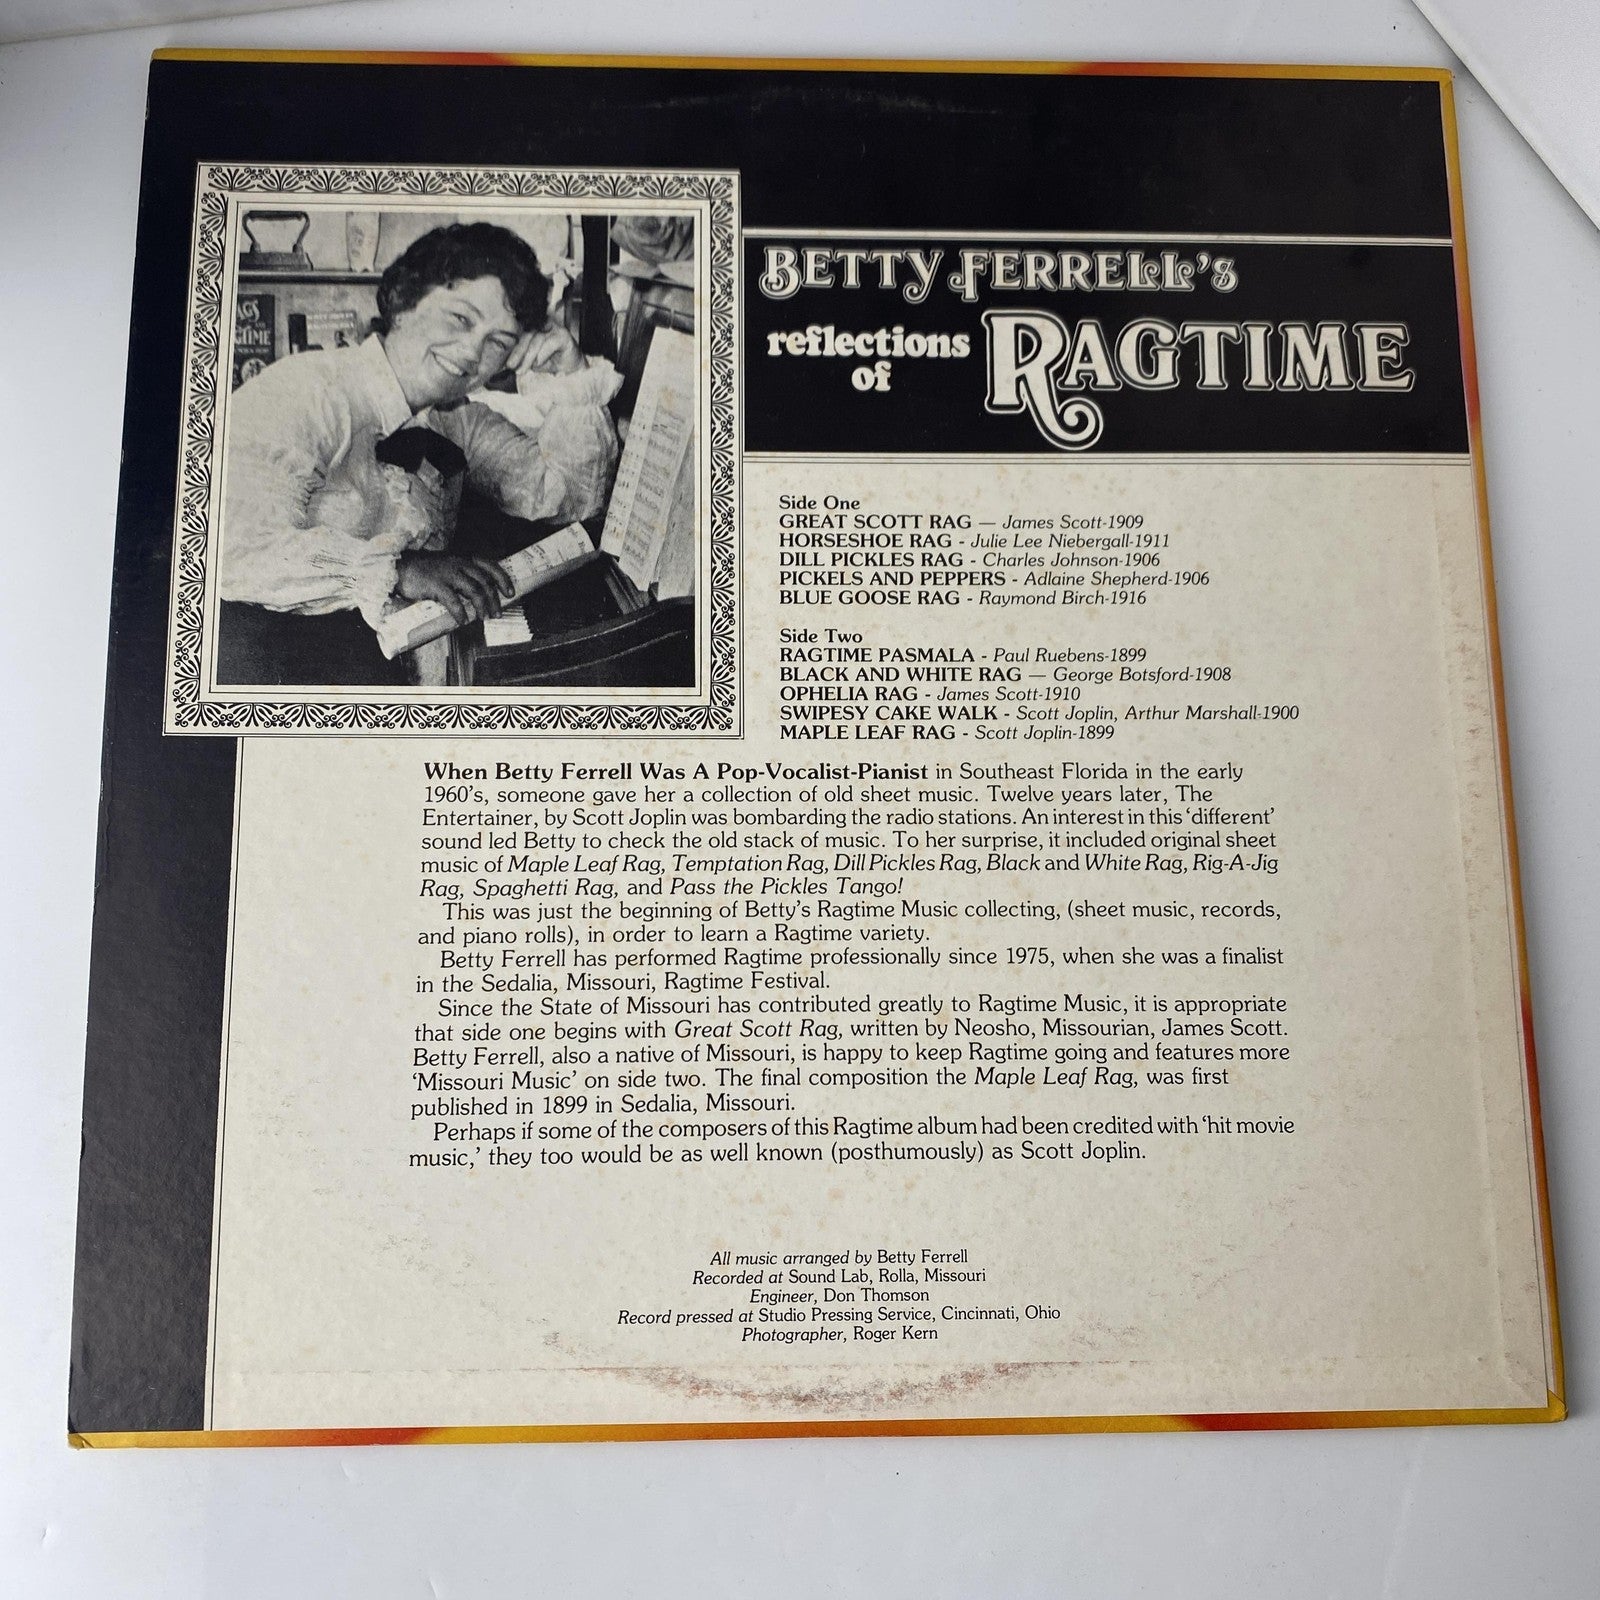 BETTY FERRELL'S
reflections of RAGTIME
Side One
GREAT SCOTT RAG — James Scott-1909
HORSESHOE RAG - Julie Lee Niebergall-1911
DILL PICKLES RAG - Charles Johnson-1906
PICKELS AND PEPPERS - Adlaine Shepherd-1906
BLUE GOOSE RAG - Raymond Birch-1916
Side Two
RAGTIME PASMALA - Paul Ruebens-1899
BLACK AND WHITE RAG — George Botsford-1908
OPHELIA RAG - James Scott-1910
SWIPESY CAKE WALK - Scott Joplin, Arthur Marshall-1900
MAPLE LEAF RAG - Scott Joplin-1899
When Betty Ferrell Was A Pop-Vocalist-Pianist in Southeast Florida in the early
1960's, someone gave her a collection of old sheet music. Twelve years later, The
Entertainer, by Scott Joplin was bombarding the radio stations. An interest in this 'different'
sound led Betty to check the old stack of music. To her surprise, it included original sheet
music of Maple Leaf Rag, Temptation Rag, Dill Pickles Rag, Black and White Rag, Rig-A-Jig
Rag, Spaghetti Rag, and Pass the Pickles Tango!
This was just the beginning of Betty's Ragtime Music collecting, (sheet music, records,
and piano rolls), in order to learn a Ragtime variety.
Betty Ferrell has performed Ragtime professionally since 1975, when she was a finalist
in the Sedalia, Missouri, Ragtime Festival.
Since the State of Missouri has contributed greatly to Ragtime Music, it is appropriate
that side one begins with Great Scott Rag, written by Neosho, Missourian, James Scott.
Betty Ferrell, also a native of Missouri, is happy to keep Ragtime going and features more
'Missouri Music' on side two. The final composition the Maple Leaf Rag, was first
published in 1899 in Sedalia, Missouri.
Perhaps if some of the composers of this Ragtime album had been credited with 'hit movie
music,' they too would be as well known (posthumously) as Scott Joplin.
All music arranged by Betty Ferrell
Recorded at Sound Lab, Rolla, Missouri
Engineer, Don Thomson
Record pressed at Studio Pressing Service, Cincinnati, Ohio
Photographer, Roger Kern